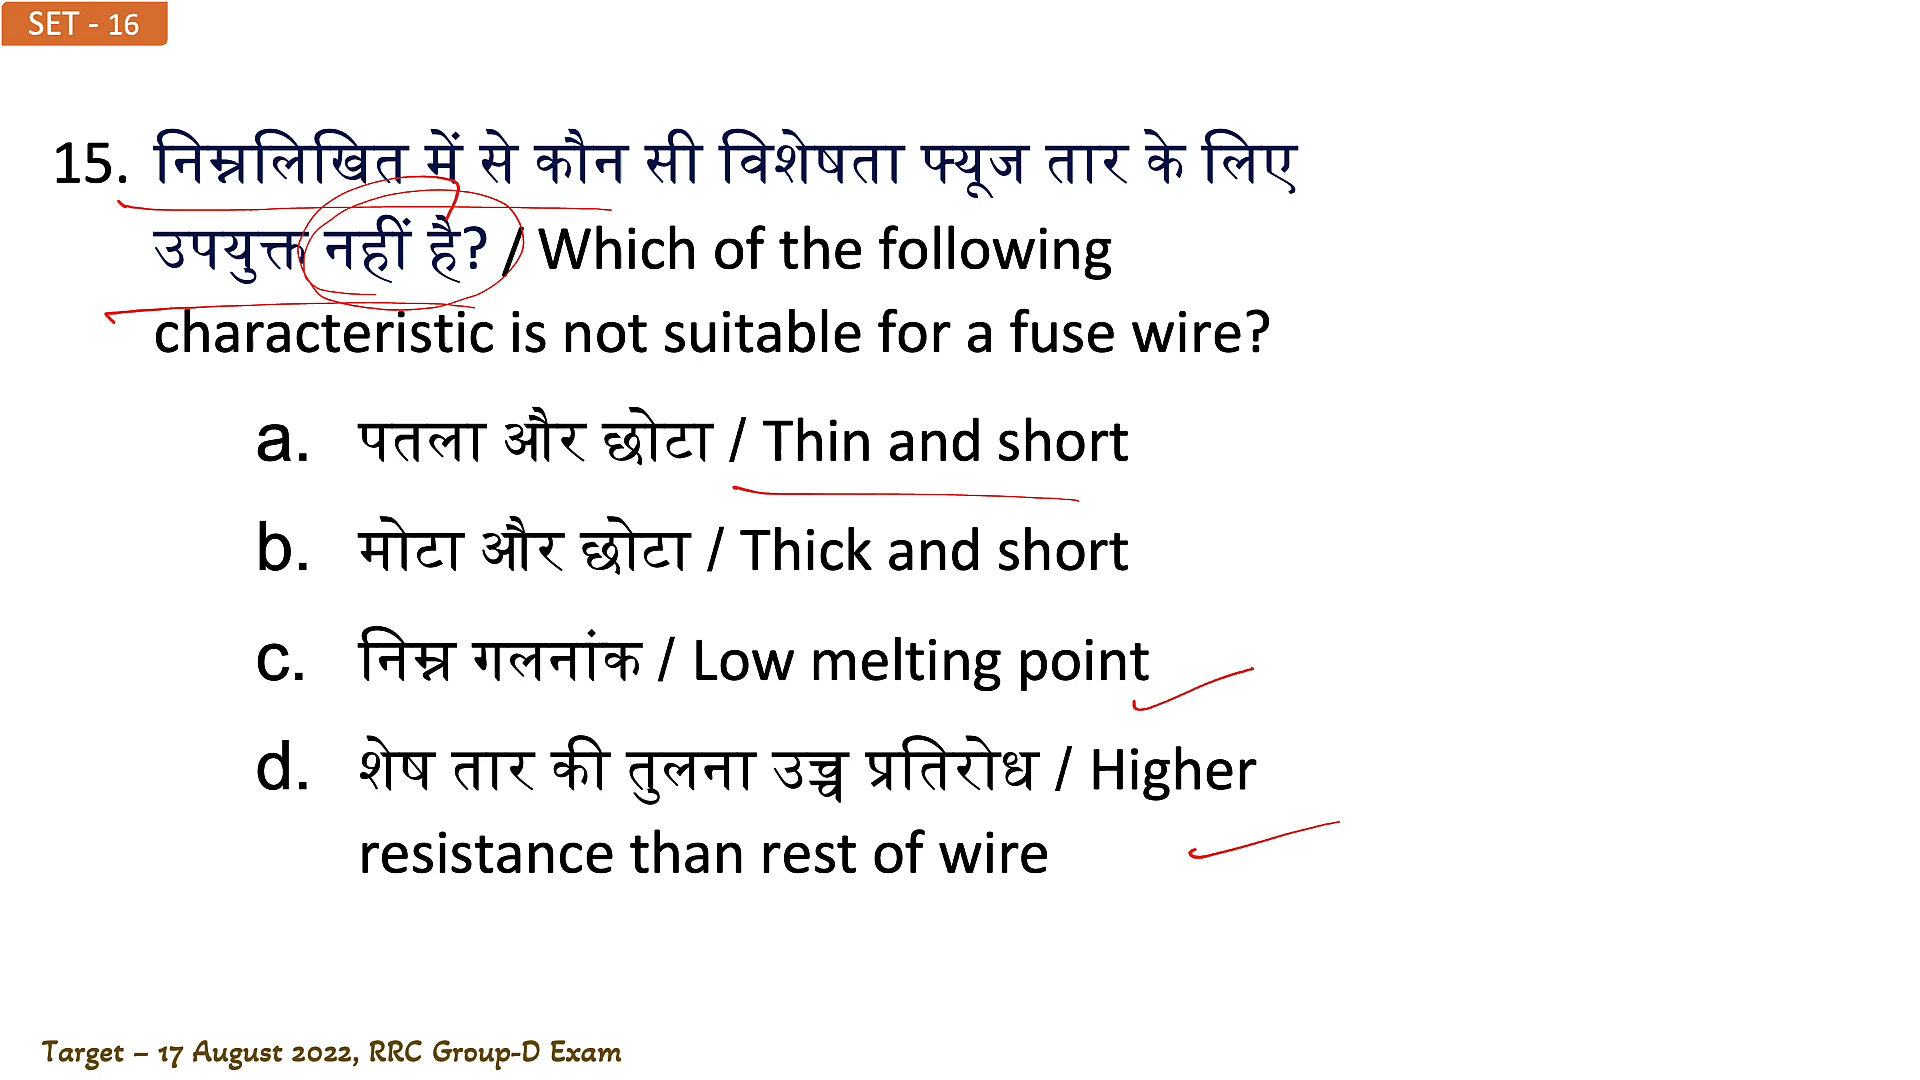 SET - 16
15. निम्नलिखित में से कौन सी विशेषता फ्यूज तार के लिए
उपयुक्त नहीं है? / Which of the following
characteristic is not suitable for a fuse wire?
a. पतला और छोटा / Thin and short
b. मोटा और छोटा / Thick and short
c. निम्न गलनांक / Low melting point
d. शेष तार की तुलना उच्च प्रतिरोध / Higher
resistance than rest of wire
Target – 17 August 2022, RRC Group-D Exam